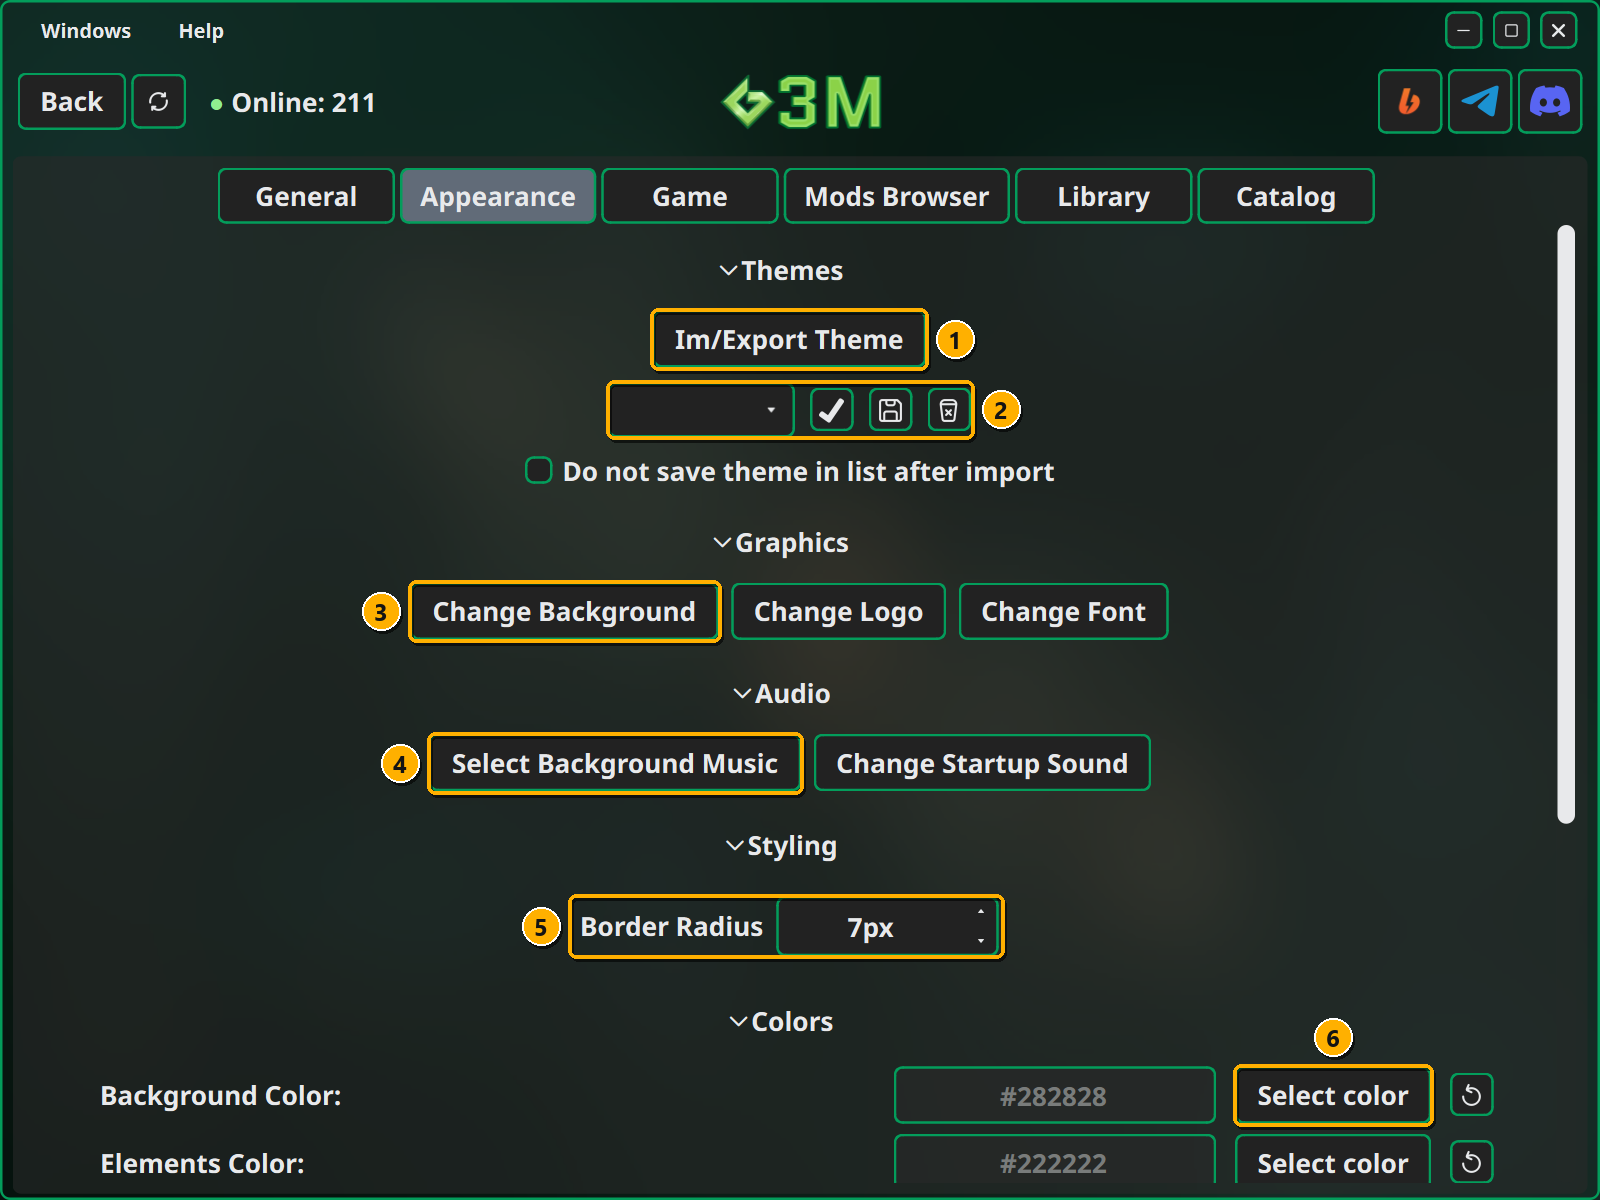 Windows Help
Back Online: 211 3M
General Appearance Game Mods Browser Library Catalog
Themes
Im/Export Theme 1
2
Do not save theme in list after import
Graphics
3 Change Background Change Logo Change Font
Audio
4 Select Background Music Change Startup Sound
Styling
5 Border Radius 7px
Colors
6
Background Color: #282828 Select color
Elements Color: #222222 Select color